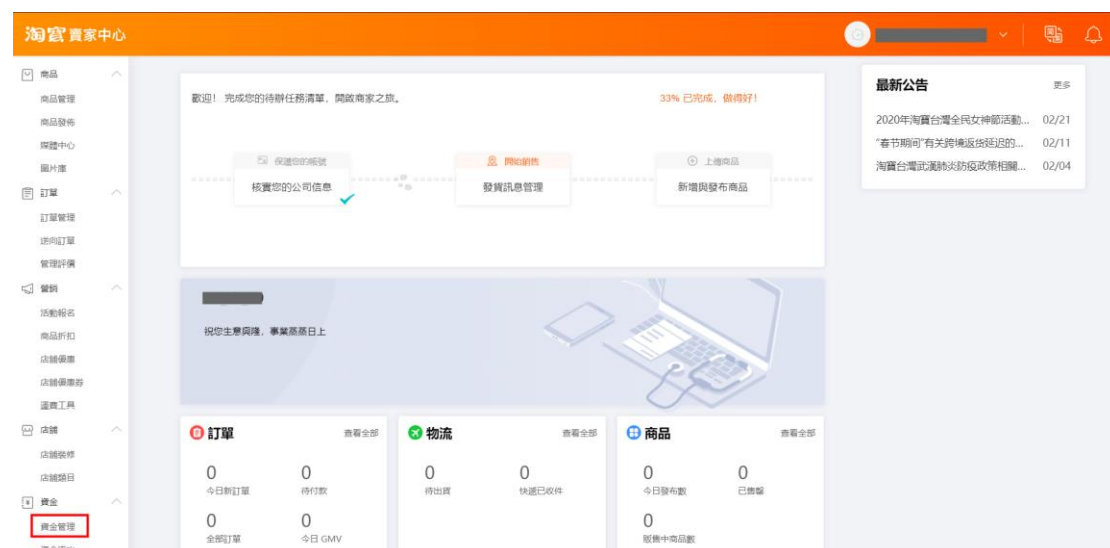 淘寶賣家中心
商品
商品管理
商品發佈
媒體中心
圖片庫
訂單
訂單管理
逆向訂單
管理評價
營銷
活動報名
商品折扣
店鋪優惠
店鋪優惠券
運費工具
店鋪
店鋪裝修
店鋪類目
資金
資金管理
歡迎！ 完成您的待辦任務清單，開啟商家之旅。
33% 已完成，做得好！
保護您的帳號
核實您的公司信息
開始銷售
發貨訊息管理
上傳商品
新增與發布商品
祝您生意興隆，事業蒸蒸日上
訂單 查看全部
0 0
今日新訂單 待付款
0 0
全部訂單 今日 GMV
物流 查看全部
0 0
待出貨 快遞已收件
商品 查看全部
0 0
今日發布數 已售罄
0
販售中商品數
最新公告 更多
2020年淘寶台灣全民女神節活動... 02/21
“春节期间”有关跨境返货延迟的... 02/11
淘寶台灣武漢肺炎防疫政策相關... 02/04